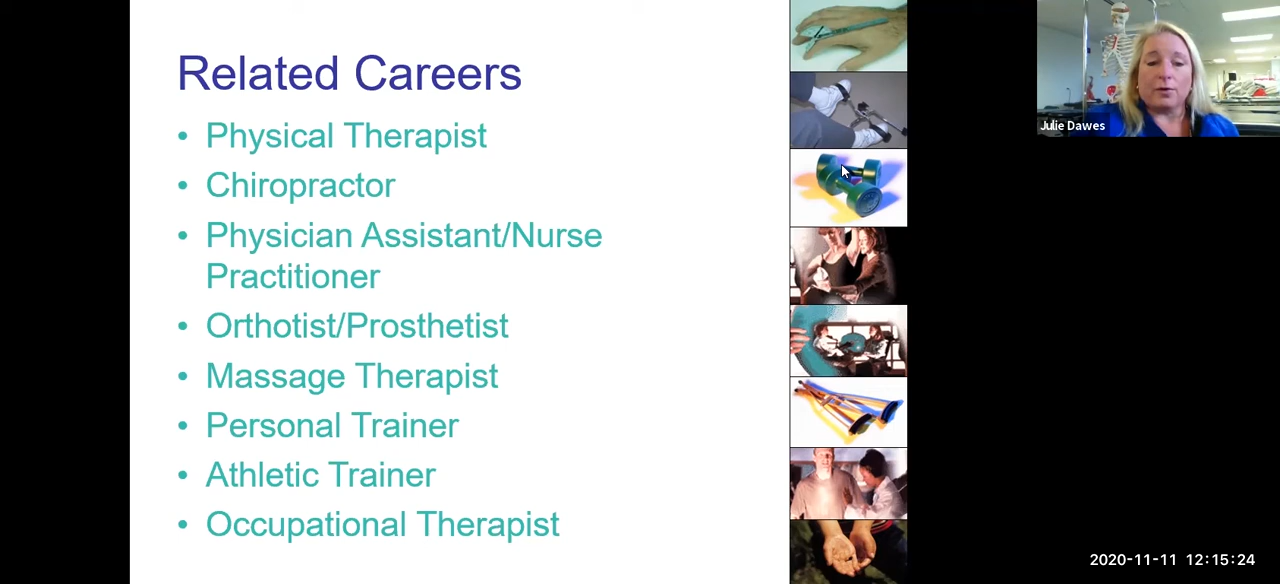 Related Careers
• Physical Therapist
• Chiropractor
• Physician Assistant/Nurse
Practitioner
• Orthotist/Prosthetist
• Massage Therapist
• Personal Trainer
• Athletic Trainer
• Occupational Therapist
Julie Dawes
2020-11-11 12:15:24